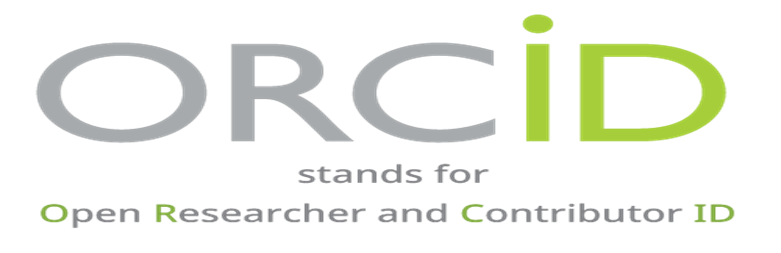 ORCiD
stands for
Open Researcher and Contributor ID